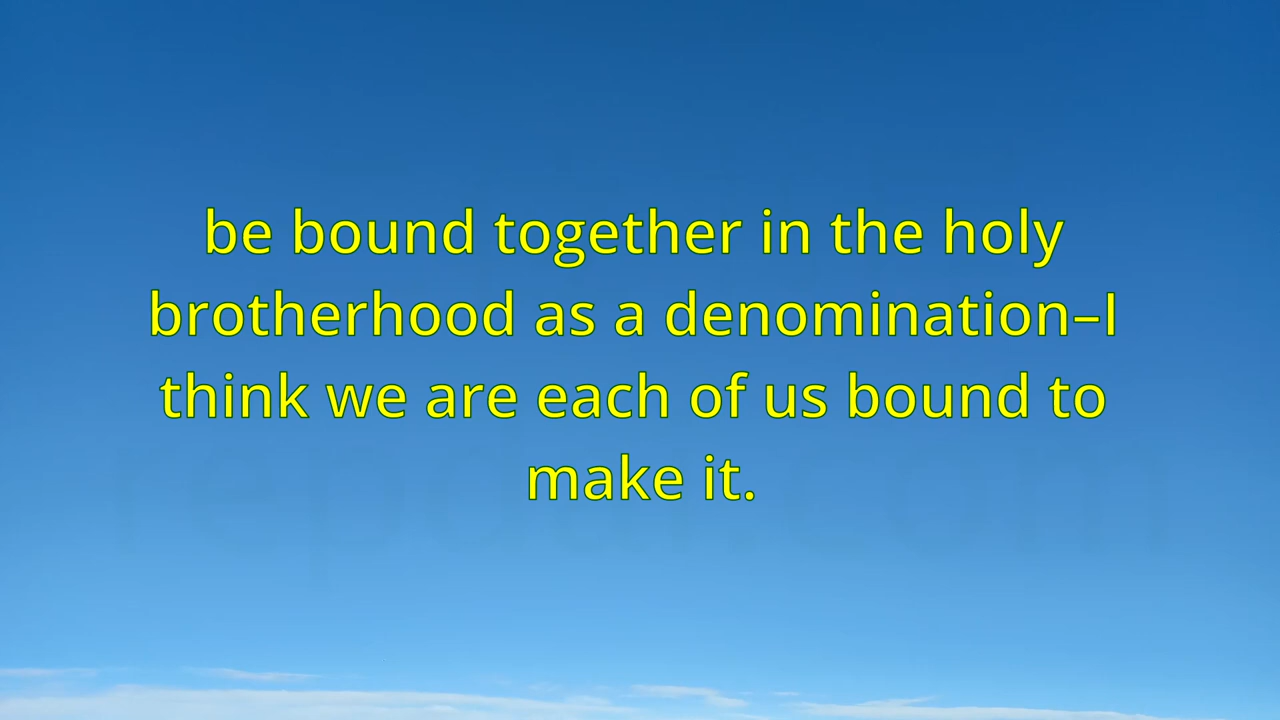 be bound together in the holy
brotherhood as a denomination–I
think we are each of us bound to
make it.